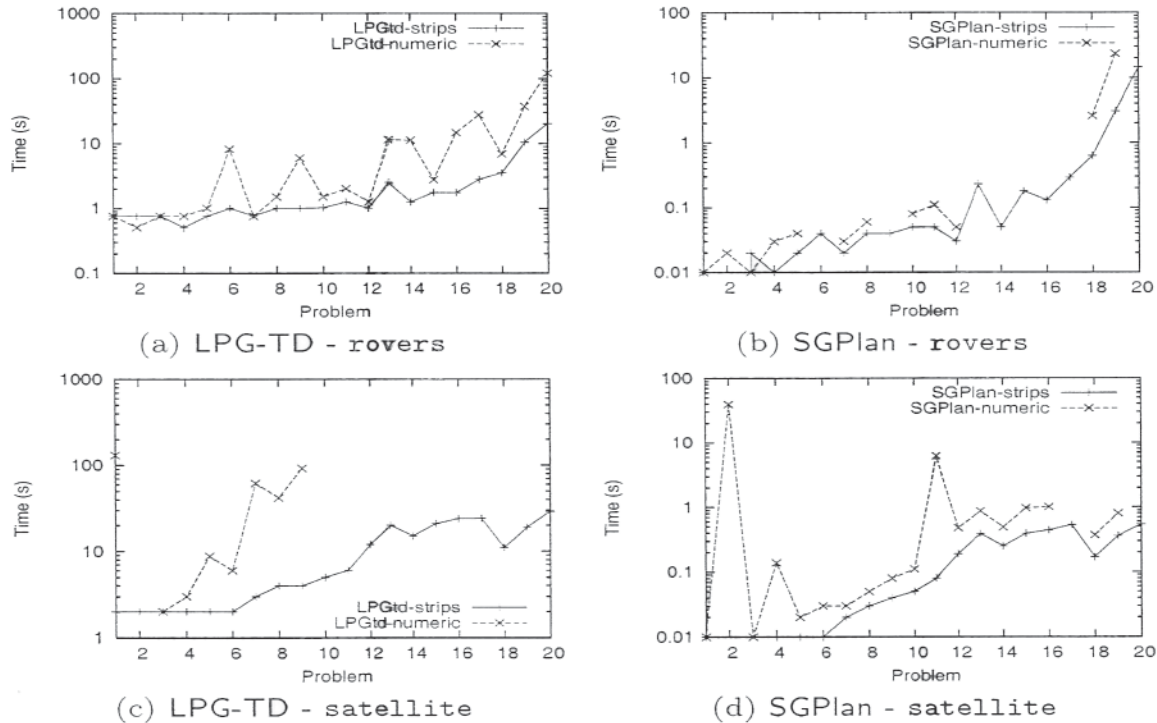 LPGtd-strips
LPGtd-numeric
1000
100
10
1
0.1
Time (s)
2 4 6 8 10 12 14 16 18 20
Problem
(a) LPG-TD - rovers
SGPlan-strips
SGPlan-numeric
100
10
1
0.1
0.01
Time (s)
2 4 6 8 10 12 14 16 18 20
Problem
(b) SGPlan - rovers
1000
100
10
1
Time (s)
LPGtd-strips
LPGtd-numeric
2 4 6 8 10 12 14 16 18 20
Problem
(c) LPG-TD - satellite
SGPlan-strips
SGPlan-numeric
100
10
1
0.1
0.01
Time (s)
2 4 6 8 10 12 14 16 18 20
Problem
(d) SGPlan - satellite